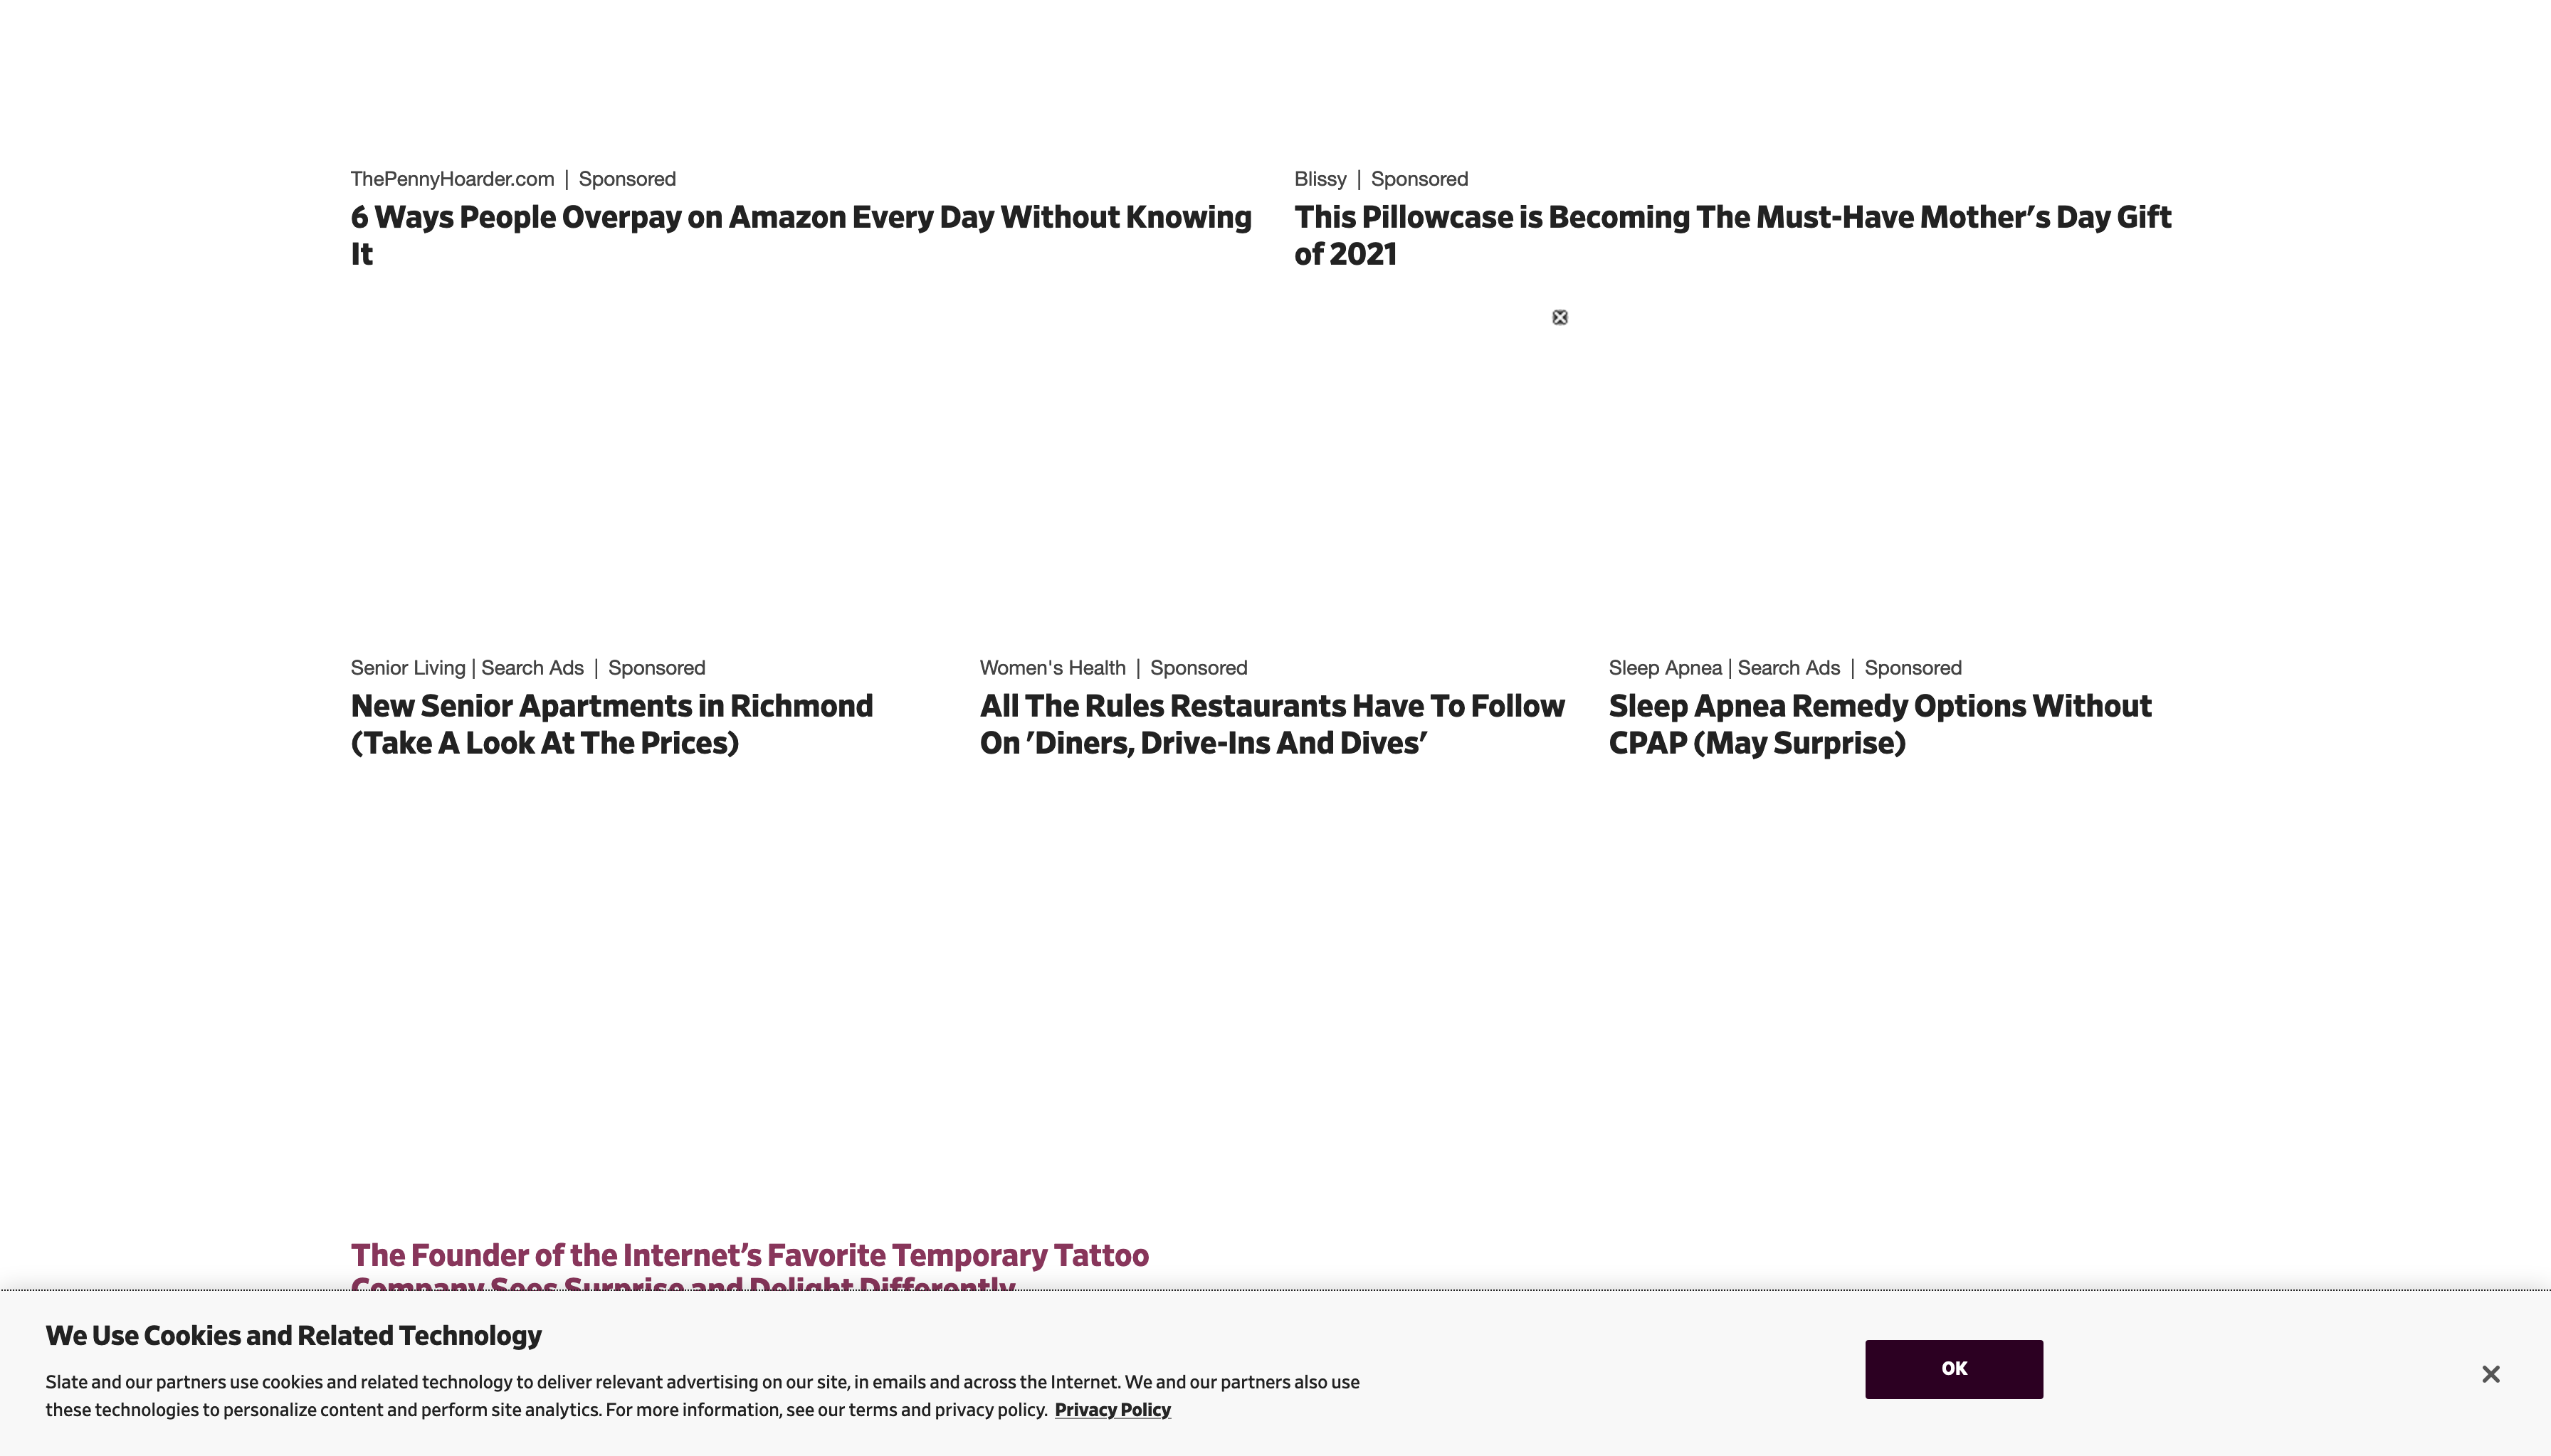 ThePennyHoarder.com | Sponsored
6 Ways People Overpay on Amazon Every Day Without Knowing
It
Blissy | Sponsored
This Pillowcase is Becoming The Must-Have Mother's Day Gift
of 2021
Senior Living | Search Ads | Sponsored
New Senior Apartments in Richmond
(Take A Look At The Prices)
Women's Health | Sponsored
All The Rules Restaurants Have To Follow
On 'Diners, Drive-Ins And Dives'
Sleep Apnea | Search Ads | Sponsored
Sleep Apnea Remedy Options Without
CPAP (May Surprise)
The Founder of the Internet’s Favorite Temporary Tattoo
Company Sees Surprise and Delight Differently
We Use Cookies and Related Technology
Slate and our partners use cookies and related technology to deliver relevant advertising on our site, in emails and across the Internet. We and our partners also use
these technologies to personalize content and perform site analytics. For more information, see our terms and privacy policy. Privacy Policy
OK